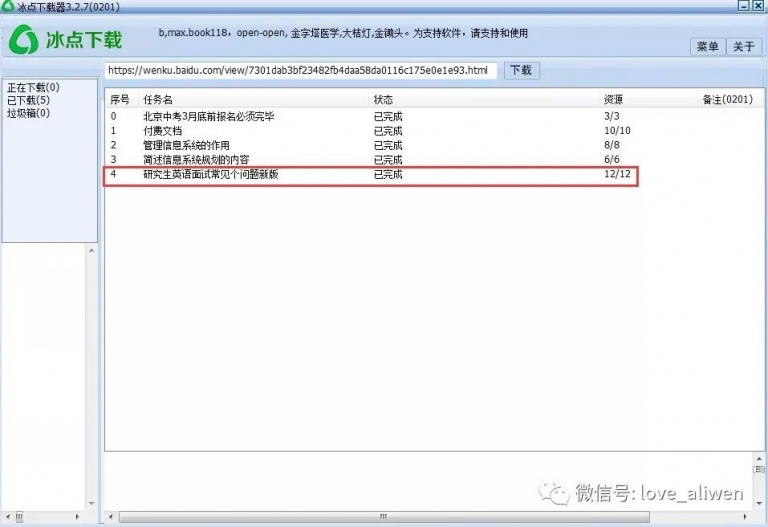 冰点下载器3.2.7(0201)
冰点下载
b,max.book118，open-open, 金字塔医学,大桔灯,金锄头。为支持软件，请支持和使用
菜单 关于
https://wenku.baidu.com/view/7301dab3bf23482fb4daa58da0116c175e0e1e93.html 下载
正在下载(0)
已下载(5)
垃圾箱(0)
序号 任务名 状态 资源 备注(0201)
0 北京中考3月底前报名必须完毕 已完成 3/3
1 付费文档 已完成 10/10
2 管理信息系统的作用 已完成 8/8
3 简述信息系统规划的内容 已完成 6/6
4 研究生英语面试常见个问题新版 已完成 12/12
微信号: love_aliwen